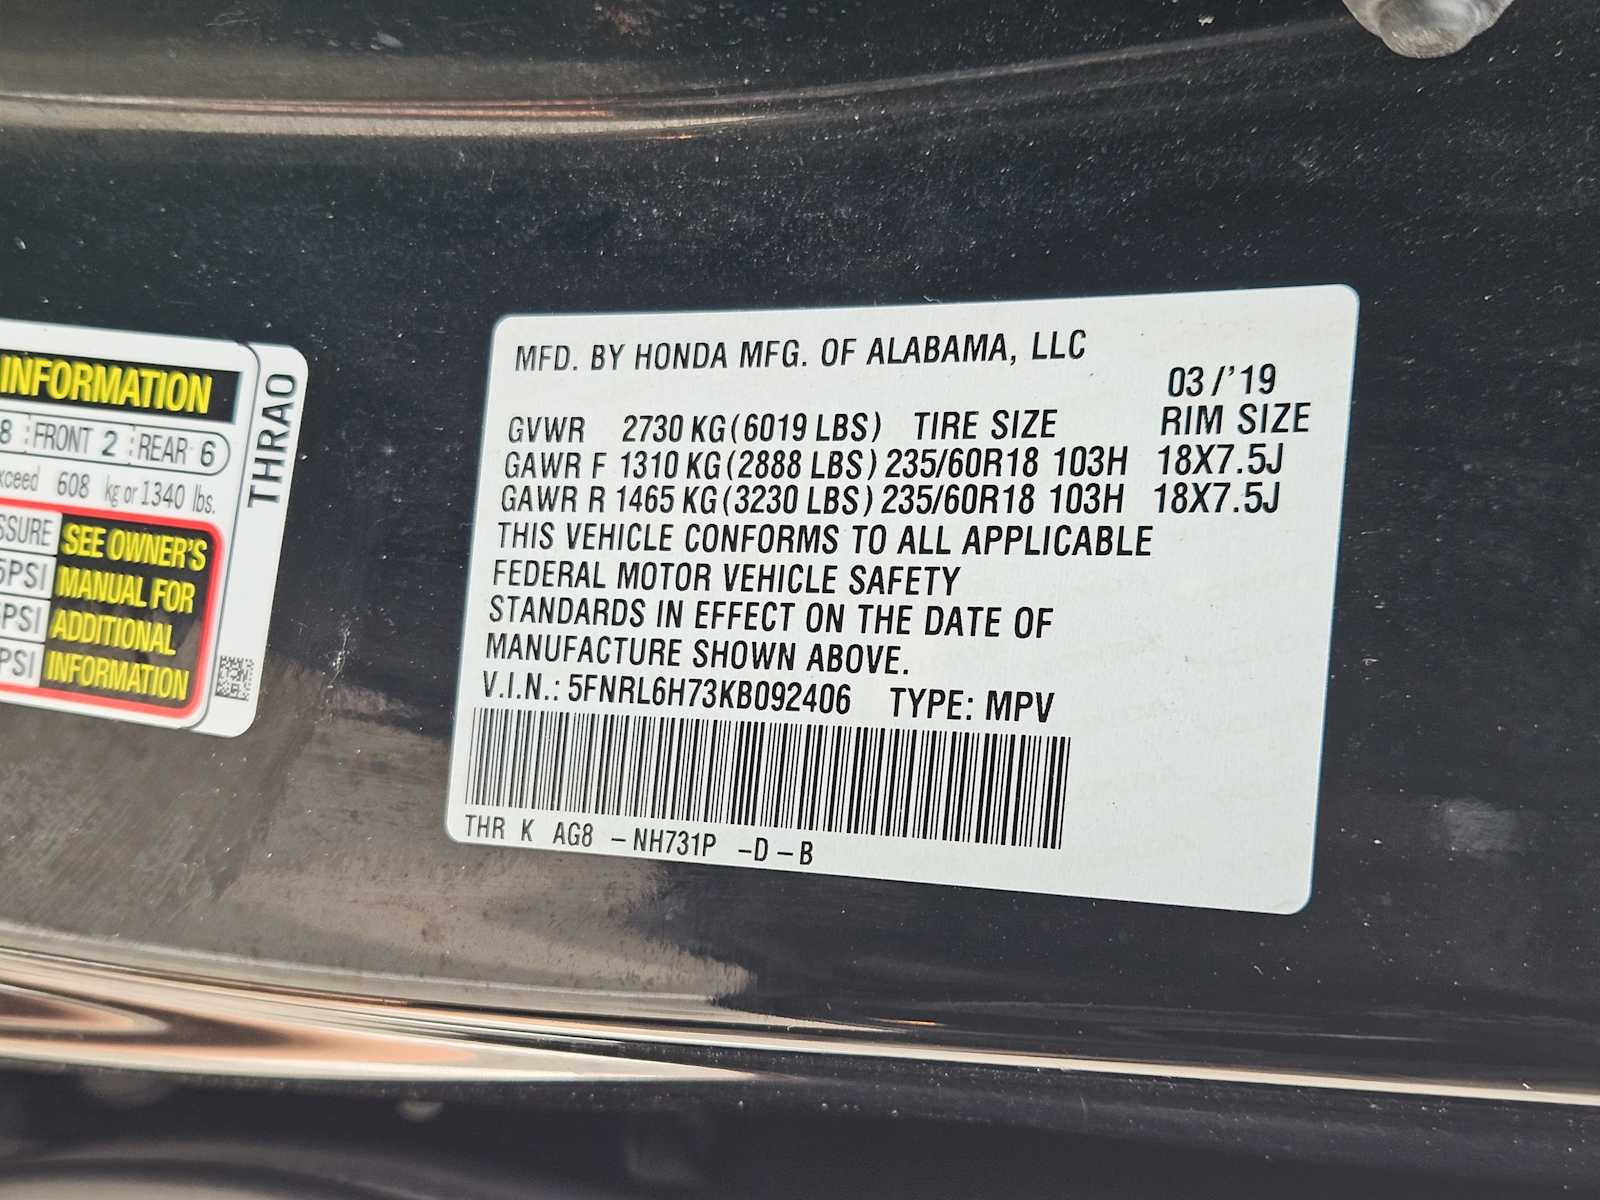 INFORMATION
8 FRONT 2 REAR 6
xceed 608 kg or 1340 lbs.
SSURE
5PSI
PSI
PSI
SEE OWNER'S
MANUAL FOR
ADDITIONAL
INFORMATION
THRAO
MFD. BY HONDA MFG. OF ALABAMA, LLC
03/'19
GVWR 2730 KG(6019 LBS) TIRE SIZE RIM SIZE
GAWR F 1310 KG(2888 LBS) 235/60R18 103H 18X7.5J
GAWR R 1465 KG(3230 LBS) 235/60R18 103H 18X7.5J
THIS VEHICLE CONFORMS TO ALL APPLICABLE
FEDERAL MOTOR VEHICLE SAFETY
STANDARDS IN EFFECT ON THE DATE OF
MANUFACTURE SHOWN ABOVE.
V.I.N.: 5FNRL6H73KB092406 TYPE: MPV
THR K AG8 -NH731P -D-B